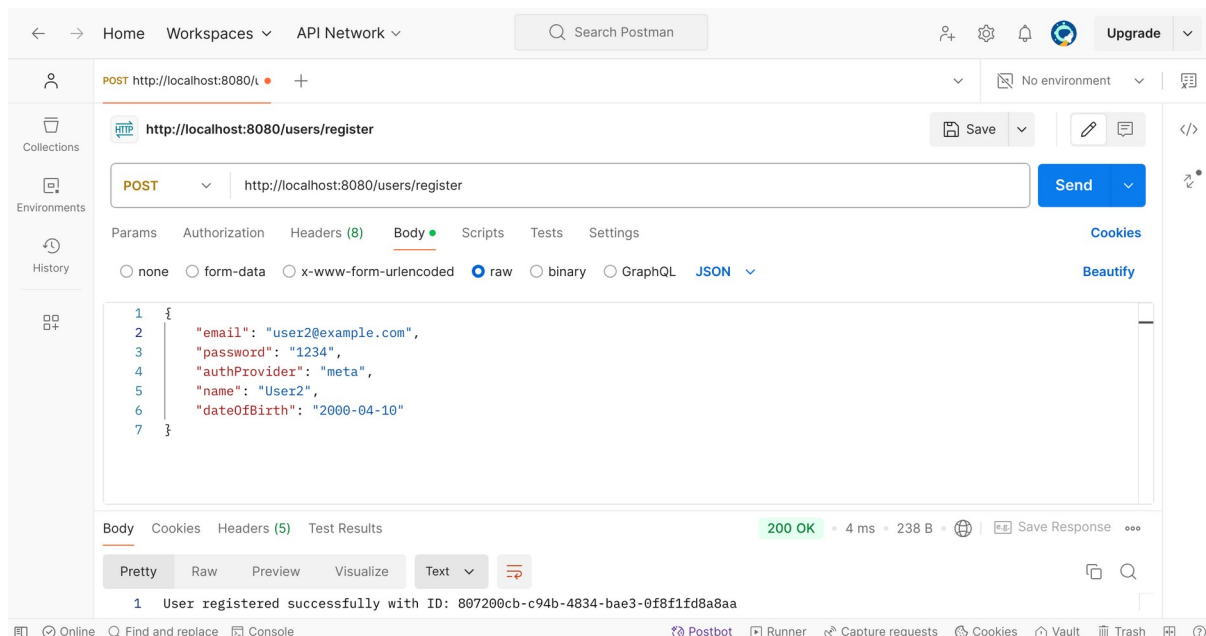 Home Workspaces API Network Search Postman Upgrade
POST http://localhost:8080/u No environment
HTTP http://localhost:8080/users/register Save
Collections
POST http://localhost:8080/users/register Send
Environments
Params Authorization Headers (8) Body Scripts Tests Settings Cookies
History
none form-data x-www-form-urlencoded raw binary GraphQL JSON Beautify
1 {
2 "email": "user2@example.com",
3 "password": "1234",
4 "authProvider": "meta",
5 "name": "User2",
6 "dateOfBirth": "2000-04-10"
7 }
Body Cookies Headers (5) Test Results 200 OK 4 ms 238 B e.g. Save Response
Pretty Raw Preview Visualize Text
1 User registered successfully with ID: 807200cb-c94b-4834-bae3-0f8f1fd8a8aa
Online Find and replace Console Postbot Runner Capture requests Cookies Vault Trash